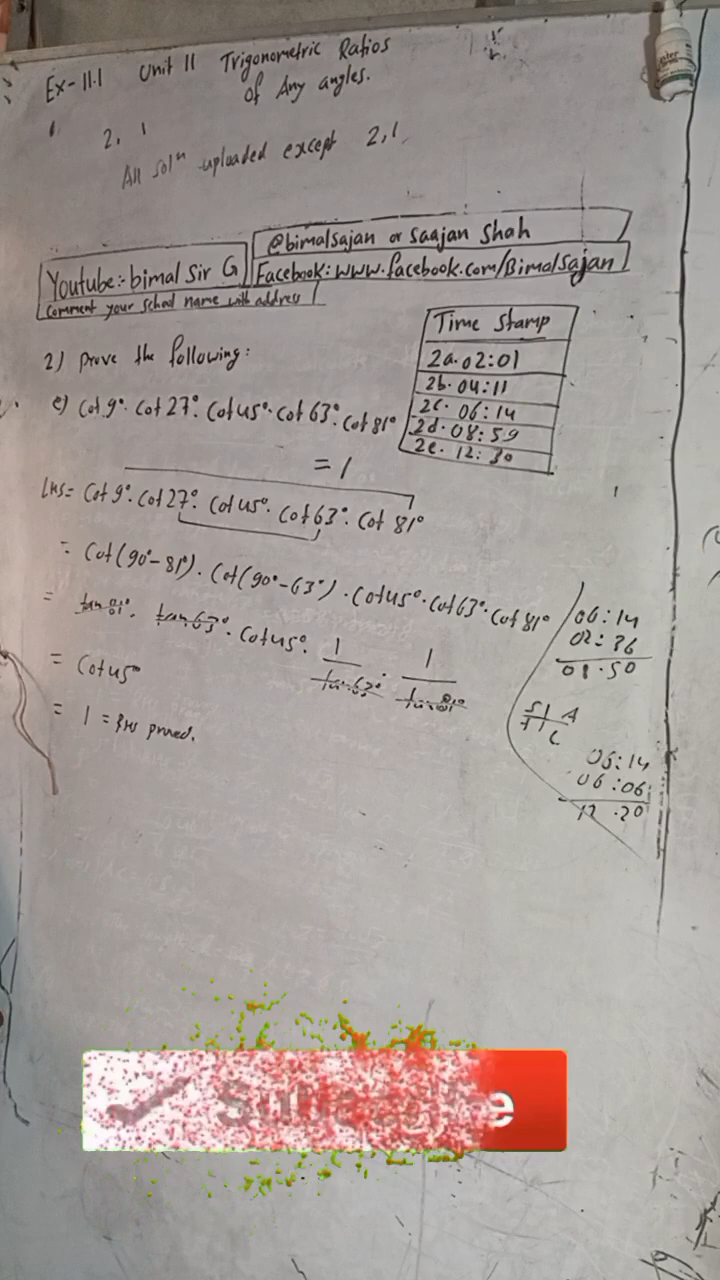 Ex-11.1 Unit 11 Trigonometric Ratios
of Any angles.
1 2, 1
All solⁿ uploaded except 2,1.
@bimalsajan or Saajan Shah
Youtube:- bimal Sir G
Facebook: www.facebook.com/BimalSajan
Comment your school name with address
Time Stamp
2a. 02:01
2b. 04:11
2c. 06:14
2d. 08:59
2e. 12:30
2) prove the following:
e) Cot 9°. Cot 27°. Cot 45°. cot 63°. cot 81°
= 1
LHS = Cot 9°. Cot 27°. Cot 45°. Cot 63°. Cot 81°
= Cot (90°-81°). Cot (90°-63°). Cot 45°. Cot 63°. Cot 81°
= tan 81°. tan 63°. Cot 45°. 1/tan 63° . 1/tan 81°
= Cot 45°
= 1 = RHS proved.
06:14
02:36
08.50
S A
T C
06:14
06:06
12.20
Subscribe